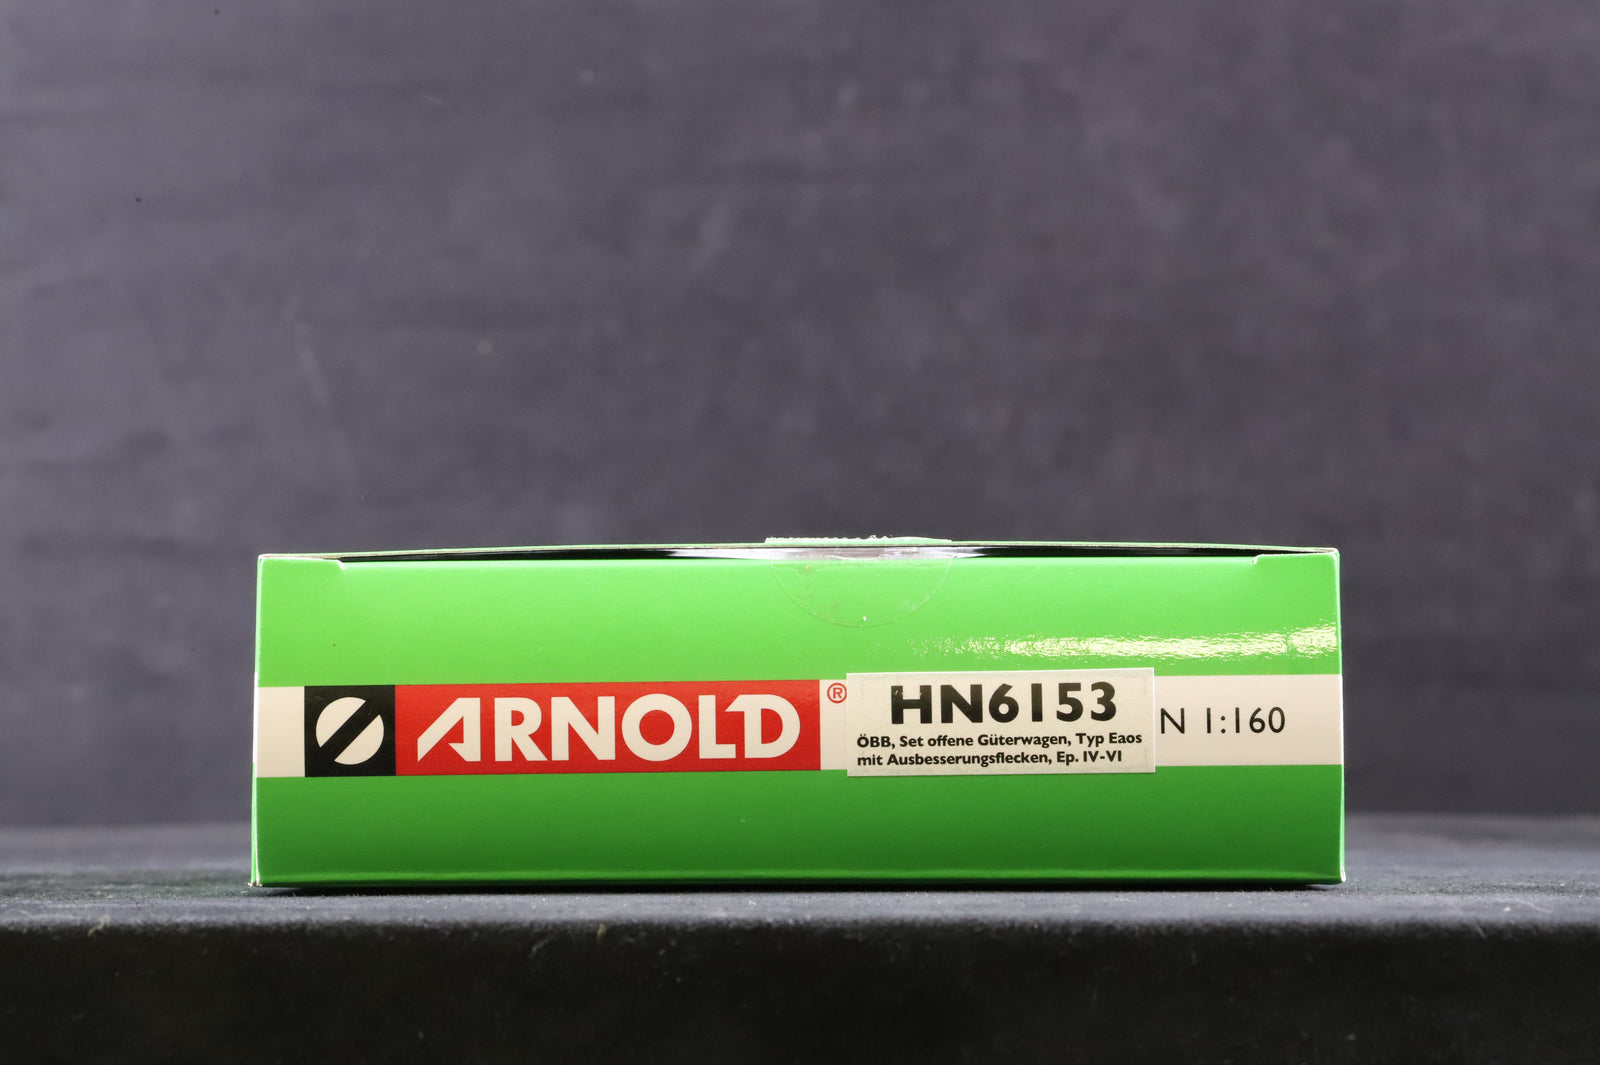 ARNOLD ®
HN6153
ÖBB, Set offene Güterwagen, Typ Eaos
mit Ausbesserungsflecken, Ep. IV-VI
N 1:160